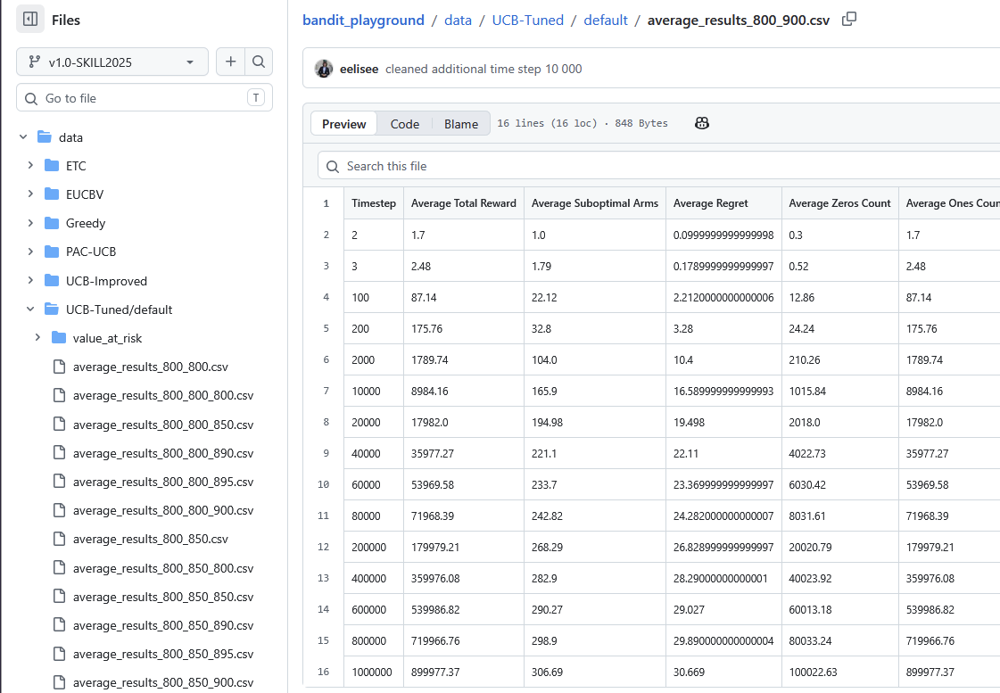 Files
v1.0-SKILL2025
Go to file
T
data
ETC
EUCBV
Greedy
PAC-UCB
UCB-Improved
UCB-Tuned/default
value_at_risk
average_results_800_800.csv
average_results_800_800_800.csv
average_results_800_800_850.csv
average_results_800_800_890.csv
average_results_800_800_895.csv
average_results_800_800_900.csv
average_results_800_850.csv
average_results_800_850_800.csv
average_results_800_850_850.csv
average_results_800_850_890.csv
average_results_800_850_895.csv
average_results_800_850_900.csv
bandit_playground / data / UCB-Tuned / default / average_results_800_900.csv
eelisee cleaned additional time step 10 000
Preview Code Blame 16 lines (16 loc) · 848 Bytes
Search this file
1 Timestep Average Total Reward Average Suboptimal Arms Average Regret Average Zeros Count Average Ones Coun
2 2 1.7 1.0 0.0999999999999998 0.3 1.7
3 3 2.48 1.79 0.1789999999999997 0.52 2.48
4 100 87.14 22.12 2.2120000000000006 12.86 87.14
5 200 175.76 32.8 3.28 24.24 175.76
6 2000 1789.74 104.0 10.4 210.26 1789.74
7 10000 8984.16 165.9 16.589999999999993 1015.84 8984.16
8 20000 17982.0 194.98 19.498 2018.0 17982.0
9 40000 35977.27 221.1 22.11 4022.73 35977.27
10 60000 53969.58 233.7 23.369999999999997 6030.42 53969.58
11 80000 71968.39 242.82 24.282000000000007 8031.61 71968.39
12 200000 179979.21 268.29 26.828999999999997 20020.79 179979.21
13 400000 359976.08 282.9 28.29000000000001 40023.92 359976.08
14 600000 539986.82 290.27 29.027 60013.18 539986.82
15 800000 719966.76 298.9 29.890000000000004 80033.24 719966.76
16 1000000 899977.37 306.69 30.669 100022.63 899977.37